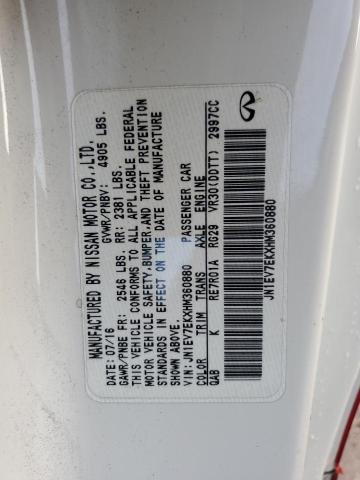 MANUFACTURED BY NISSAN MOTOR CO.,LTD.
DATE: 07/16 GVWR/PNBV: 4905 LBS.
GAWR/PNBE FR: 2546 LBS. RR: 2381 LBS.
THIS VEHICLE CONFORMS TO ALL APPLICABLE FEDERAL
MOTOR VEHICLE SAFETY,BUMPER,AND THEFT PREVENTION
STANDARDS IN EFFECT ON THE DATE OF MANUFACTURE
SHOWN ABOVE.
VIN: JN1EV7EKXHM360880 PASSENGER CAR
COLOR TRIM TRANS AXLE ENGINE
QAB K RE7R01A RG29 VR30(DDTT) 2997CC
JN1EV7EKXHM360880